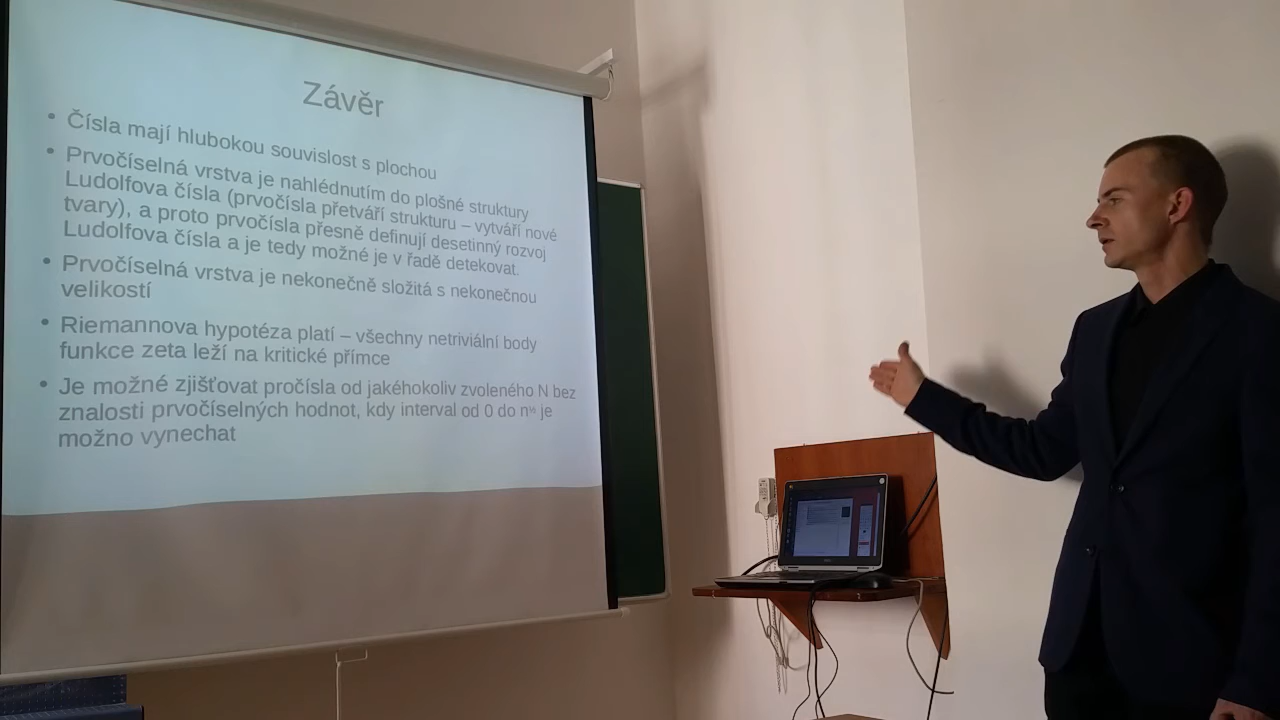 Závěr
• Čísla mají hlubokou souvislost s plochou
• Prvočíselná vrstva je nahlédnutím do plošné struktury
Ludolfova čísla (prvočísla přetváří strukturu – vytváří nové
tvary), a proto prvočísla přesně definují desetinný rozvoj
Ludolfova čísla a je tedy možné je v řadě detekovat.
• Prvočíselná vrstva je nekonečně složitá s nekonečnou
velikostí
• Riemannova hypotéza platí – všechny netriviální body
funkce zeta leží na kritické přímce
• Je možné zjišťovat pročísla od jakéhokoliv zvoleného N bez
znalosti prvočíselných hodnot, kdy interval od 0 do n je
možno vynechat